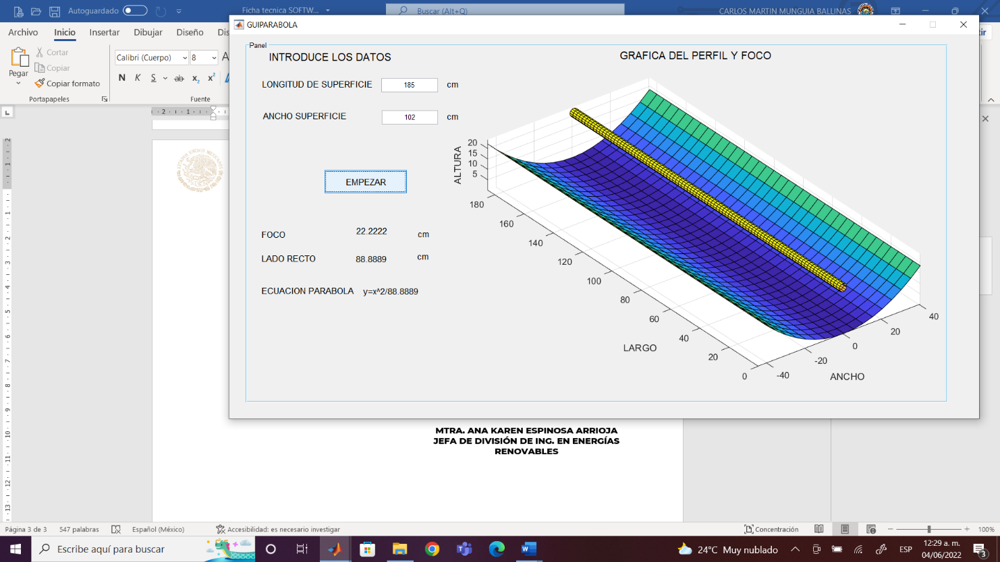 Autoguardado
Ficha tecnica SOFTW...
Buscar (Alt+Q)
CARLOS MARTIN MUNGUIA BALLINAS
GUIPARABOLA
Archivo Inicio Insertar Dibujar Diseño Dis
Pegar
Cortar
Copiar
Copiar formato
Portapapeles
Calibri (Cuerpo) 8
N K S ab x₂ x²
Fuente
Panel
INTRODUCE LOS DATOS
LONGITUD DE SUPERFICIE 185 cm
ANCHO SUPERFICIE 102 cm
EMPEZAR
FOCO 22.2222 cm
LADO RECTO 88.8889 cm
ECUACION PARABOLA y=x^2/88.8889
GRAFICA DEL PERFIL Y FOCO
ALTURA
20
15
10
5
180
160
140
120
100
80
60
40
20
0
LARGO
-40
-20
0
20
40
ANCHO
ESTADOS UNIDOS MEXICANOS
MTRA. ANA KAREN ESPINOSA ARRIOJA
JEFA DE DIVISIÓN DE ING. EN ENERGÍAS
RENOVABLES
Página 3 de 3 547 palabras Español (México) Accesibilidad: es necesario investigar Concentración 100%
Escribe aquí para buscar
24°C Muy nublado
ESP
12:29 a. m.
04/06/2022
3